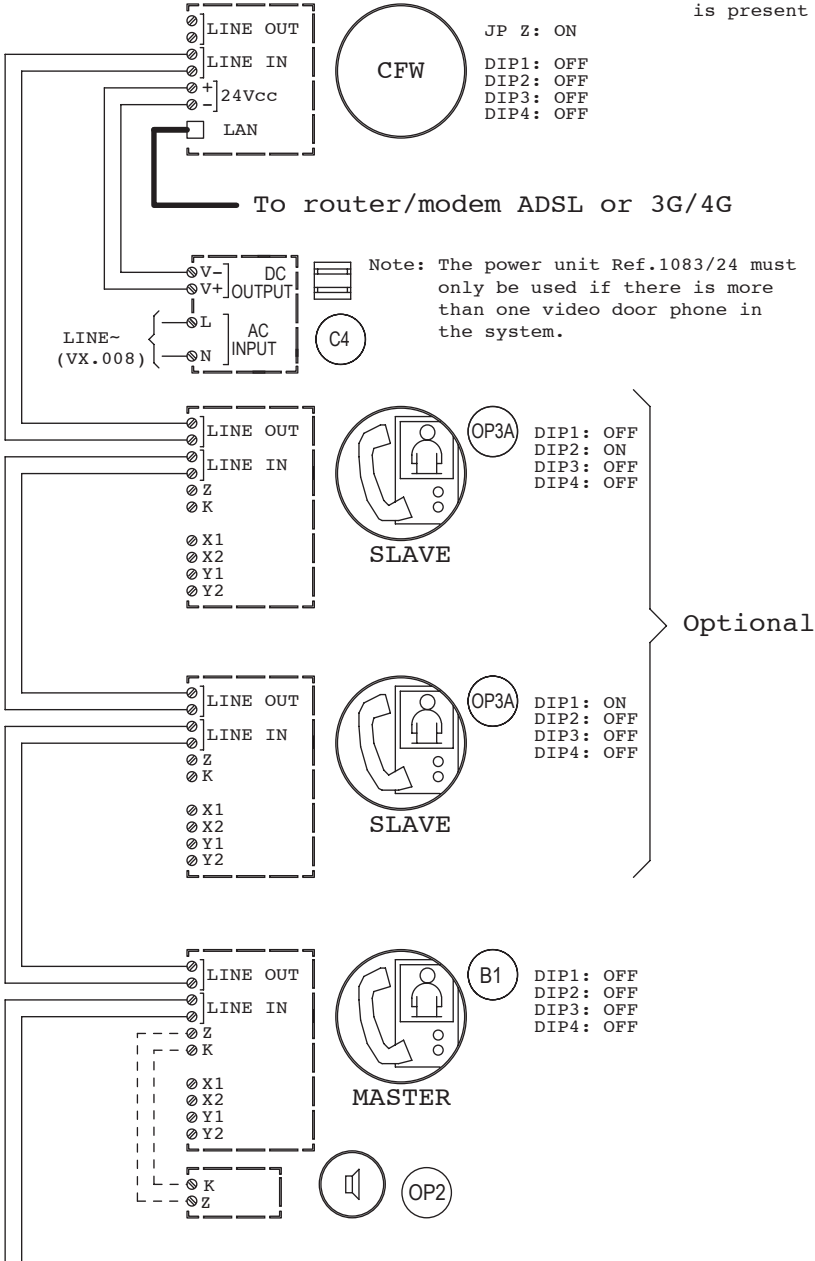 is present
LINE OUT
LINE IN
+
24Vcc
-
LAN
CFW
JP Z: ON
DIP1: OFF
DIP2: OFF
DIP3: OFF
DIP4: OFF
To router/modem ADSL or 3G/4G
V-
V+
DC
OUTPUT
L
N
AC
INPUT
LINE~
(VX.008)
C4
Note: The power unit Ref.1083/24 must
only be used if there is more
than one video door phone in
the system.
LINE OUT
LINE IN
Z
K
X1
X2
Y1
Y2
SLAVE
OP3A
DIP1: OFF
DIP2: ON
DIP3: OFF
DIP4: OFF
Optional
LINE OUT
LINE IN
Z
K
X1
X2
Y1
Y2
SLAVE
OP3A
DIP1: ON
DIP2: OFF
DIP3: OFF
DIP4: OFF
LINE OUT
LINE IN
Z
K
X1
X2
Y1
Y2
MASTER
B1
DIP1: OFF
DIP2: OFF
DIP3: OFF
DIP4: OFF
K
Z
OP2